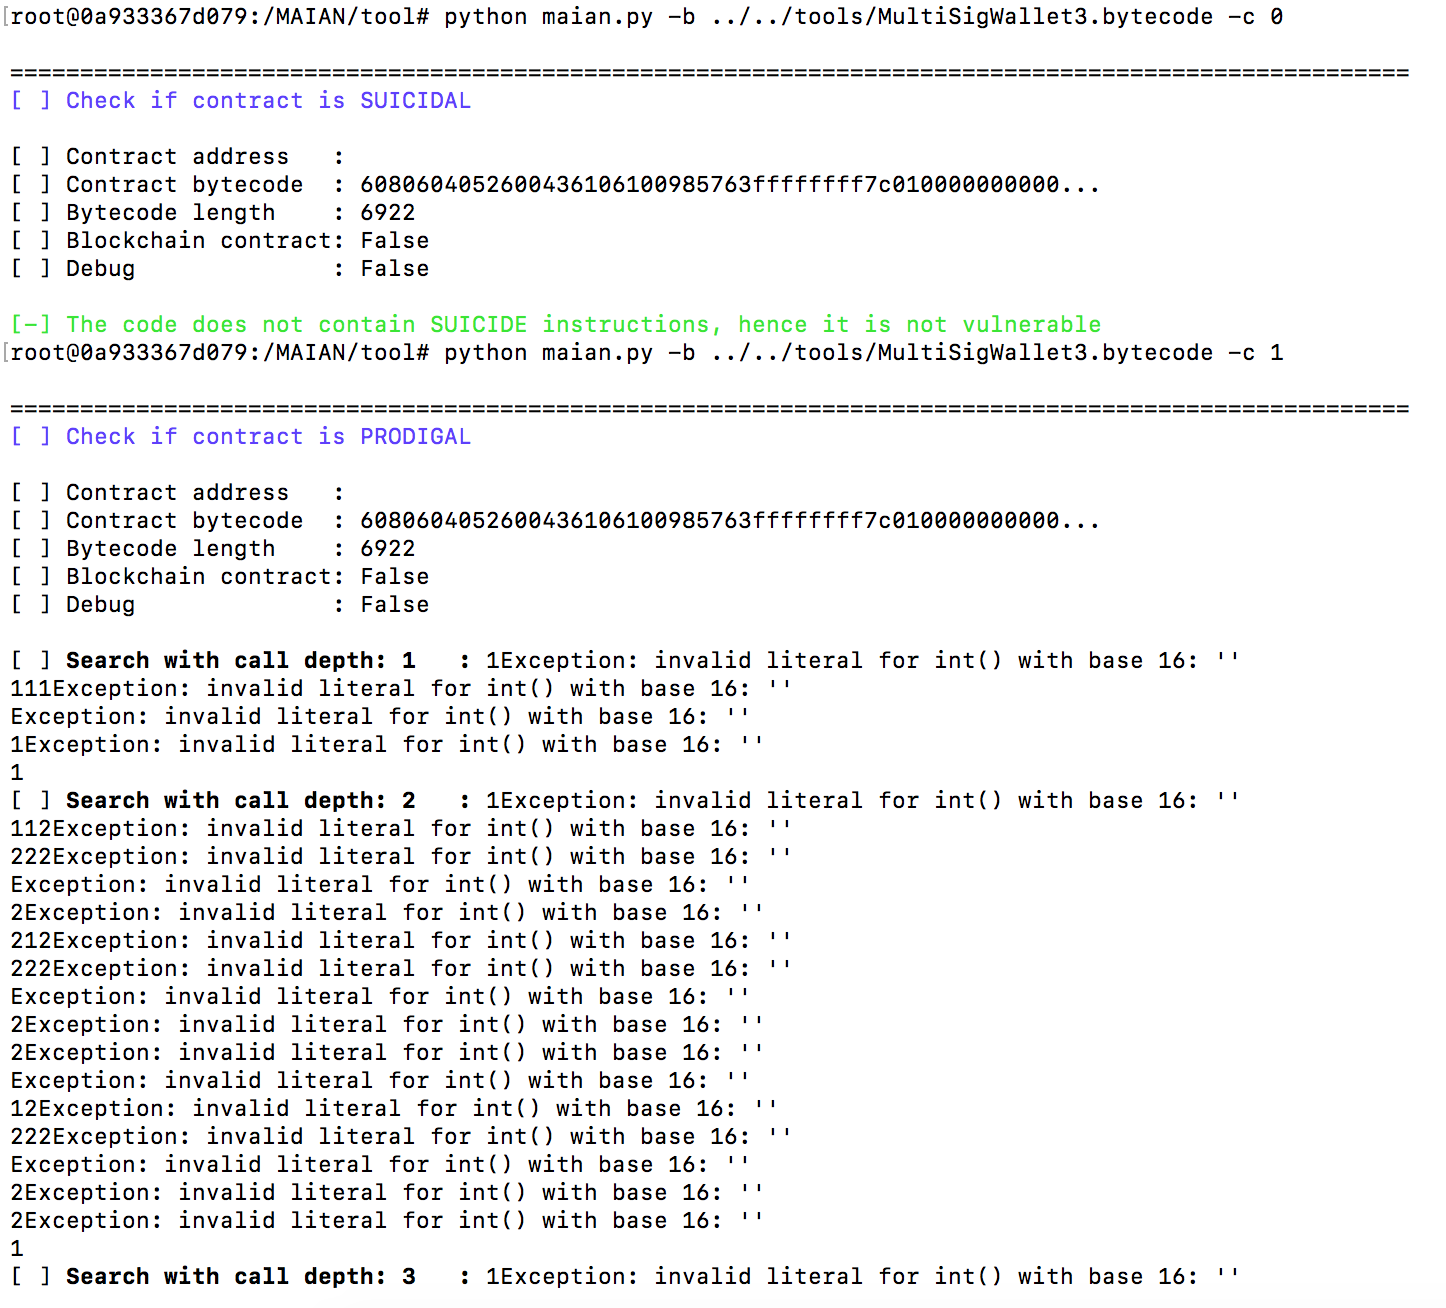 [root@0a933367d079:/MAIAN/tool# python maian.py -b ../../tools/MultiSigWallet3.bytecode -c 0
====================================================================================================
[ ] Check if contract is SUICIDAL
[ ] Contract address   :
[ ] Contract bytecode  : 6080604052600436106100985763ffffffff7c010000000000...
[ ] Bytecode length    : 6922
[ ] Blockchain contract: False
[ ] Debug              : False
[-] The code does not contain SUICIDE instructions, hence it is not vulnerable
[root@0a933367d079:/MAIAN/tool# python maian.py -b ../../tools/MultiSigWallet3.bytecode -c 1
====================================================================================================
[ ] Check if contract is PRODIGAL
[ ] Contract address   :
[ ] Contract bytecode  : 6080604052600436106100985763ffffffff7c010000000000...
[ ] Bytecode length    : 6922
[ ] Blockchain contract: False
[ ] Debug              : False
[ ] Search with call depth: 1   : 1Exception: invalid literal for int() with base 16: ''
111Exception: invalid literal for int() with base 16: ''
Exception: invalid literal for int() with base 16: ''
1Exception: invalid literal for int() with base 16: ''
1
[ ] Search with call depth: 2   : 1Exception: invalid literal for int() with base 16: ''
112Exception: invalid literal for int() with base 16: ''
222Exception: invalid literal for int() with base 16: ''
Exception: invalid literal for int() with base 16: ''
2Exception: invalid literal for int() with base 16: ''
212Exception: invalid literal for int() with base 16: ''
222Exception: invalid literal for int() with base 16: ''
Exception: invalid literal for int() with base 16: ''
2Exception: invalid literal for int() with base 16: ''
2Exception: invalid literal for int() with base 16: ''
Exception: invalid literal for int() with base 16: ''
12Exception: invalid literal for int() with base 16: ''
222Exception: invalid literal for int() with base 16: ''
Exception: invalid literal for int() with base 16: ''
2Exception: invalid literal for int() with base 16: ''
2Exception: invalid literal for int() with base 16: ''
1
[ ] Search with call depth: 3   : 1Exception: invalid literal for int() with base 16: ''